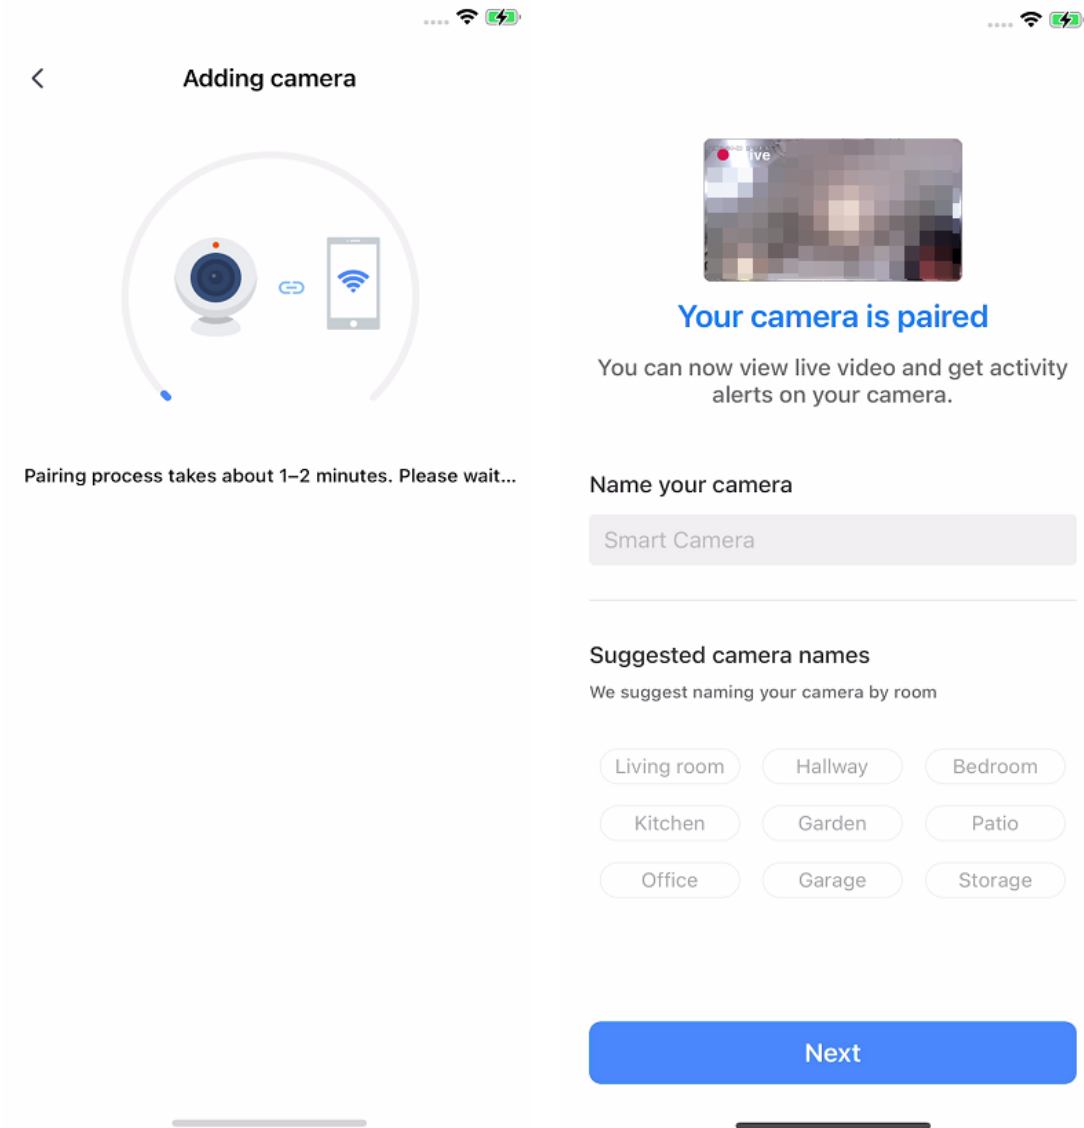 Adding camera
Pairing process takes about 1–2 minutes. Please wait...
Your camera is paired
You can now view live video and get activity
alerts on your camera.
Name your camera
Smart Camera
Suggested camera names
We suggest naming your camera by room
Living room Hallway Bedroom
Kitchen Garden Patio
Office Garage Storage
Next